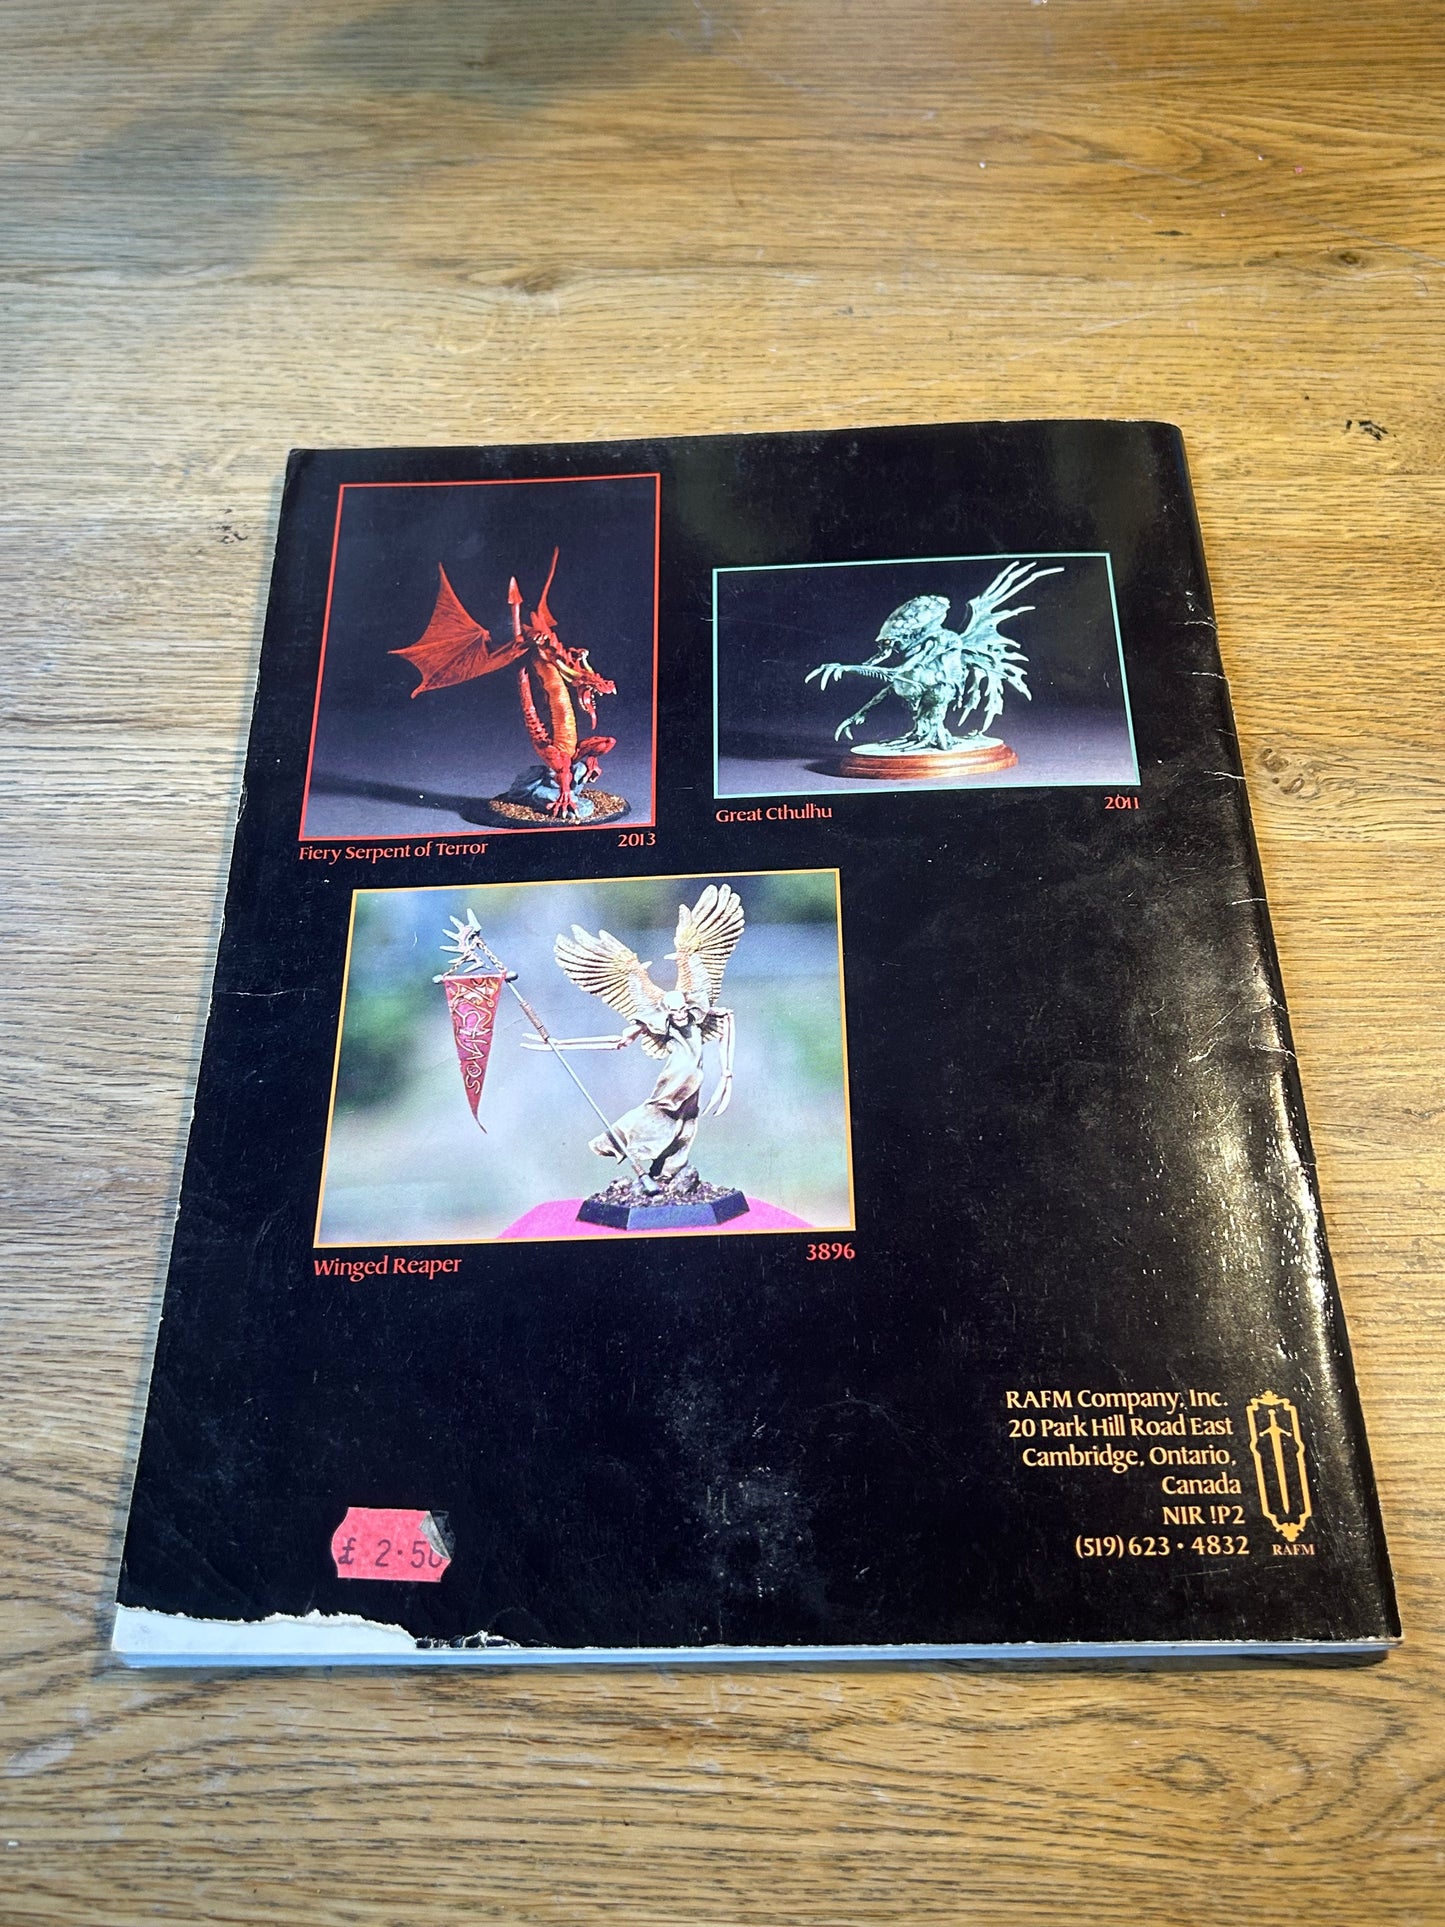 Fiery Serpent of Terror 2013
Great Cthulhu 2011
CHAOS
Winged Reaper 3896
RAFM Company, Inc.
20 Park Hill Road East
Cambridge, Ontario,
Canada
NIR !P2
(519) 623 • 4832
RAFM
£ 2·50